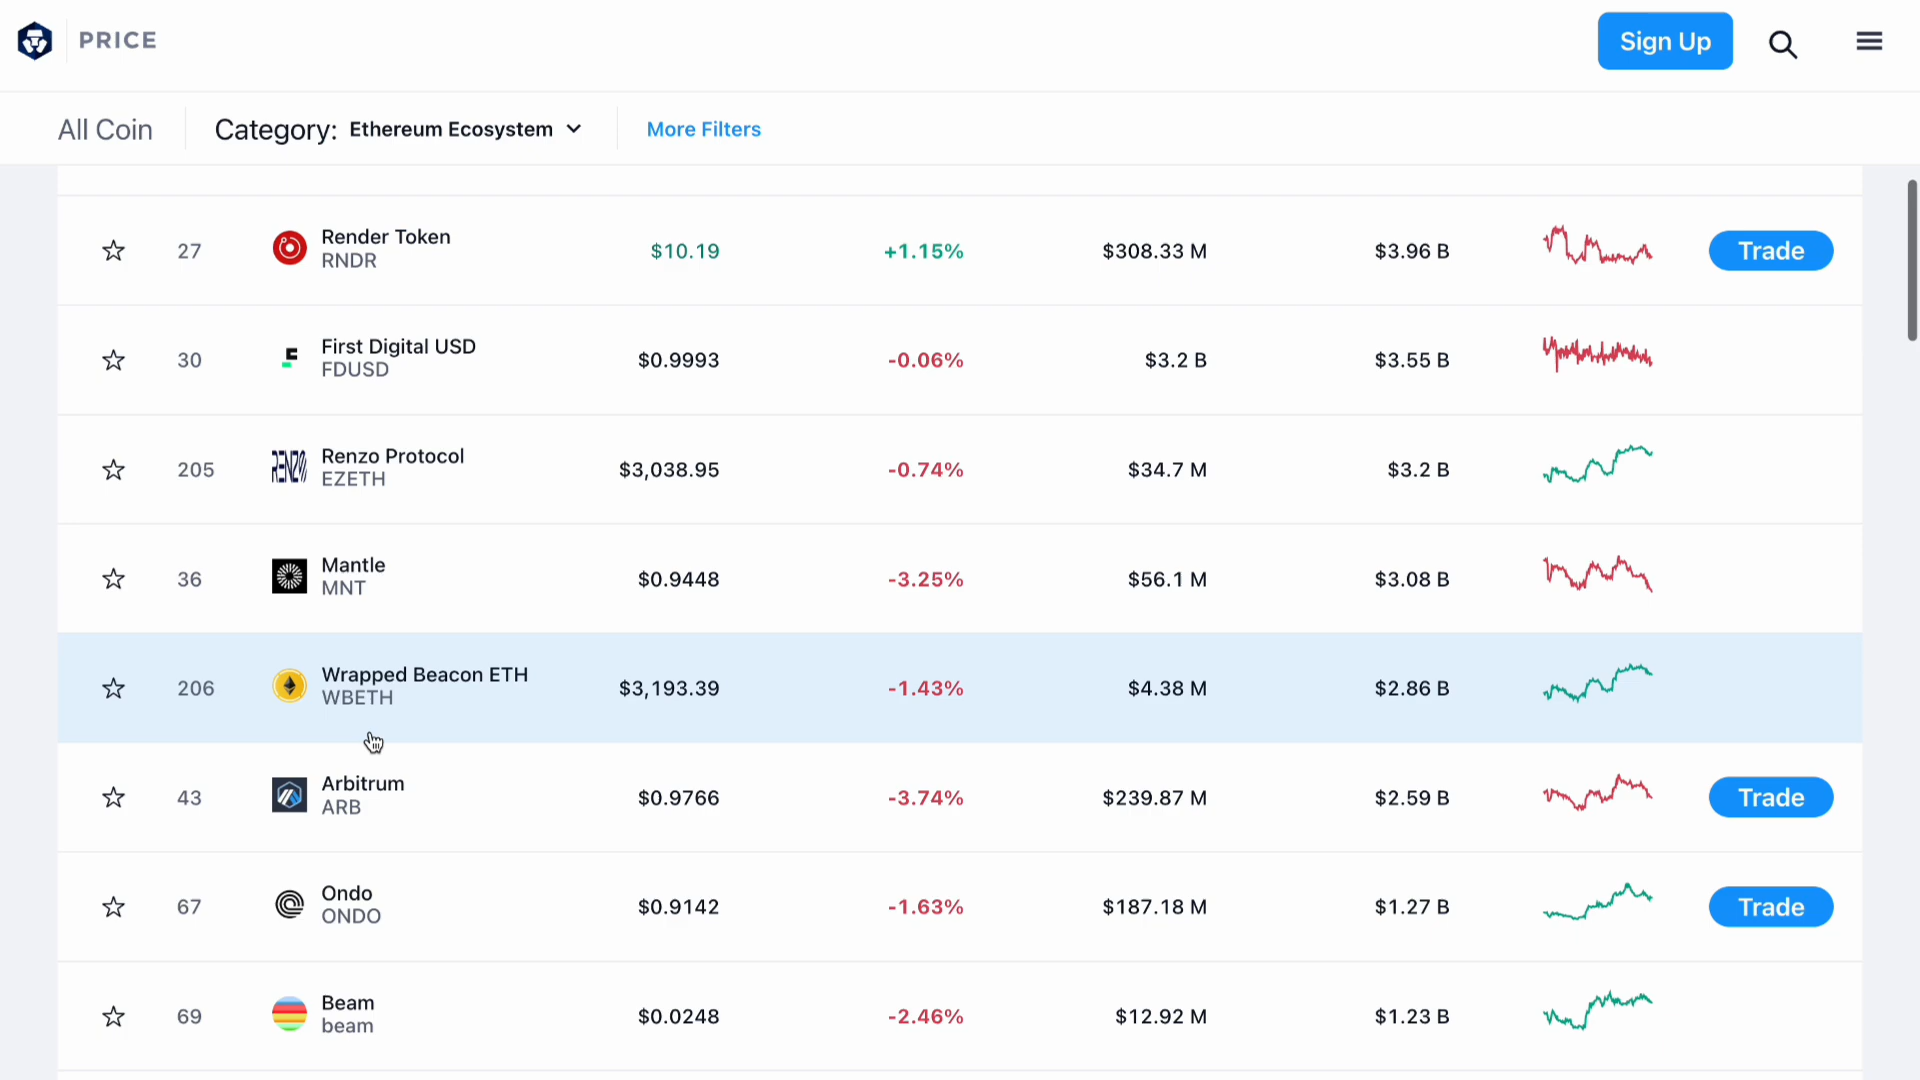 PRICE
Sign Up
All Coin
Category: Ethereum Ecosystem
More Filters
27 Render Token $10.19 +1.15% $308.33 M $3.96 B Trade
RNDR
30 First Digital USD $0.9993 -0.06% $3.2 B $3.55 B
FDUSD
205 RENZO Renzo Protocol $3,038.95 -0.74% $34.7 M $3.2 B
EZETH
36 Mantle $0.9448 -3.25% $56.1 M $3.08 B
MNT
206 Wrapped Beacon ETH $3,193.39 -1.43% $4.38 M $2.86 B
WBETH
43 Arbitrum $0.9766 -3.74% $239.87 M $2.59 B Trade
ARB
67 Ondo $0.9142 -1.63% $187.18 M $1.27 B Trade
ONDO
69 Beam $0.0248 -2.46% $12.92 M $1.23 B
beam